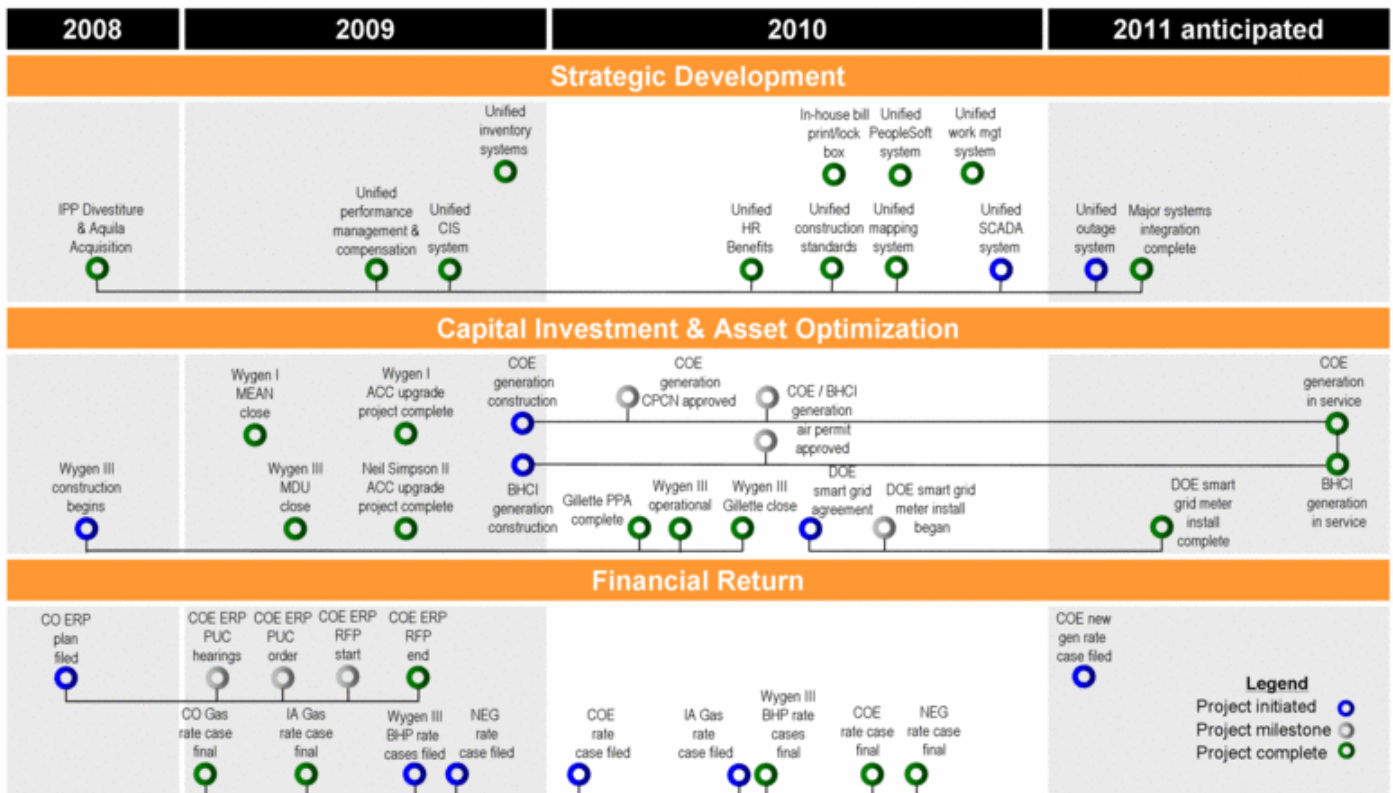 2008
2009
2010
2011 anticipated
Strategic Development
Unified
inventory
systems
In-house bill
print/lock
box
Unified
PeopleSoft
system
Unified
work mgt
system
IPP Divestiture
& Aquila
Acquisition
Unified
performance
management &
compensation
Unified
CIS
system
Unified
HR
Benefits
Unified
construction
standards
Unified
mapping
system
Unified
SCADA
system
Unified
outage
system
Major systems
integration
complete
Capital Investment & Asset Optimization
Wygen I
MEAN
close
Wygen I
ACC upgrade
project complete
COE
generation
construction
COE
generation
CPCN approved
COE / BHCI
generation
air permit
approved
COE
generation
in service
Wygen III
construction
begins
Wygen III
MDU
close
Neil Simpson II
ACC upgrade
project complete
BHCI
generation
construction
Gillette PPA
complete
Wygen III
operational
Wygen III
Gillette close
DOE
smart grid
agreement
DOE smart grid
meter install
began
DOE smart
grid meter
install
complete
BHCI
generation
in service
Financial Return
CO ERP
plan
filed
COE ERP
PUC
hearings
COE ERP
PUC
order
COE ERP
RFP
start
COE ERP
RFP
end
COE new
gen rate
case filed
CO Gas
rate case
final
IA Gas
rate case
final
Wygen III
BHP rate
cases filed
NEG
rate
case filed
COE
rate
case filed
IA Gas
rate
case filed
Wygen III
BHP rate
cases
final
COE
rate case
final
NEG
rate case
final
Legend
Project initiated
Project milestone
Project complete